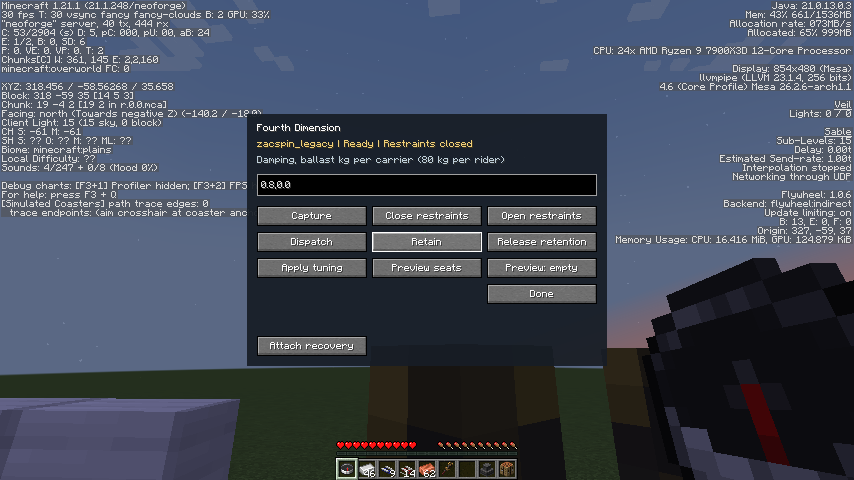 Minecraft 1.21.1 (21.1.248/neoforge)
30 fps T: 30 vsync fancy fancy-clouds B: 2 GPU: 33%
"neoforge" server, 40 tx, 444 rx
C: 53/2904 (s) D: 5, pC: 000, pU: 00, aB: 24
E: 1/2, B: 0, SD: 6
P: 0. VE: 0. VP: 0. T: 2
Chunks[C] W: 361, 145 E: 2,2,160
minecraft:overworld FC: 0
XYZ: 318.456 / -58.56268 / 35.658
Block: 318 -59 35 [14 5 3]
Chunk: 19 -4 2 [19 2 in r.0.0.mca]
Facing: north (Towards negative Z) (-140.2 / -18.0)
Client Light: 15 (15 sky, 0 block)
CH S: -61 M: -61
SH S: ?? O: ?? M: ?? ML: ??
Biome: minecraft:plains
Local Difficulty: ??
Sounds: 4/247 + 0/8 (Mood 0%)
Debug charts: [F3+1] Profiler hidden; [F3+2] FPS
For help: press F3 + Q
[Simulated Coasters] path trace edges: 0
trace endpoints: (aim crosshair at coaster and
Java: 21.0.13.0.3
Mem: 43% 661/1536MB
Allocation rate: 073MB/s
Allocated: 65% 999MB
CPU: 24x AMD Ryzen 9 7900X3D 12-Core Processor
Display: 854x480 (Mesa)
llvmpipe (LLVM 23.1.4, 256 bits)
4.6 (Core Profile) Mesa 26.2.6-arch1.1
Veil
Lights: 0 / 0
Sable
Sub-Levels: 15
Delay: 0.00t
Estimated Send-rate: 1.00t
Interpolation stopped
Networking through UDP
Flywheel: 1.0.6
Backend: flywheel:indirect
Update limiting: on
B: 13, E: 0, F: 0
Origin: 327, -59, 37
Memory Usage: CPU: 16.416 MiB, GPU: 124.879 KiB
Fourth Dimension
zacspin_legacy | Ready | Restraints closed
Damping, ballast kg per carrier (80 kg per rider)
0.8,0.0
Capture
Close restraints
Open restraints
Dispatch
Retain
Release retention
Apply tuning
Preview seats
Preview: empty
Done
Attach recovery
46
9
14
62